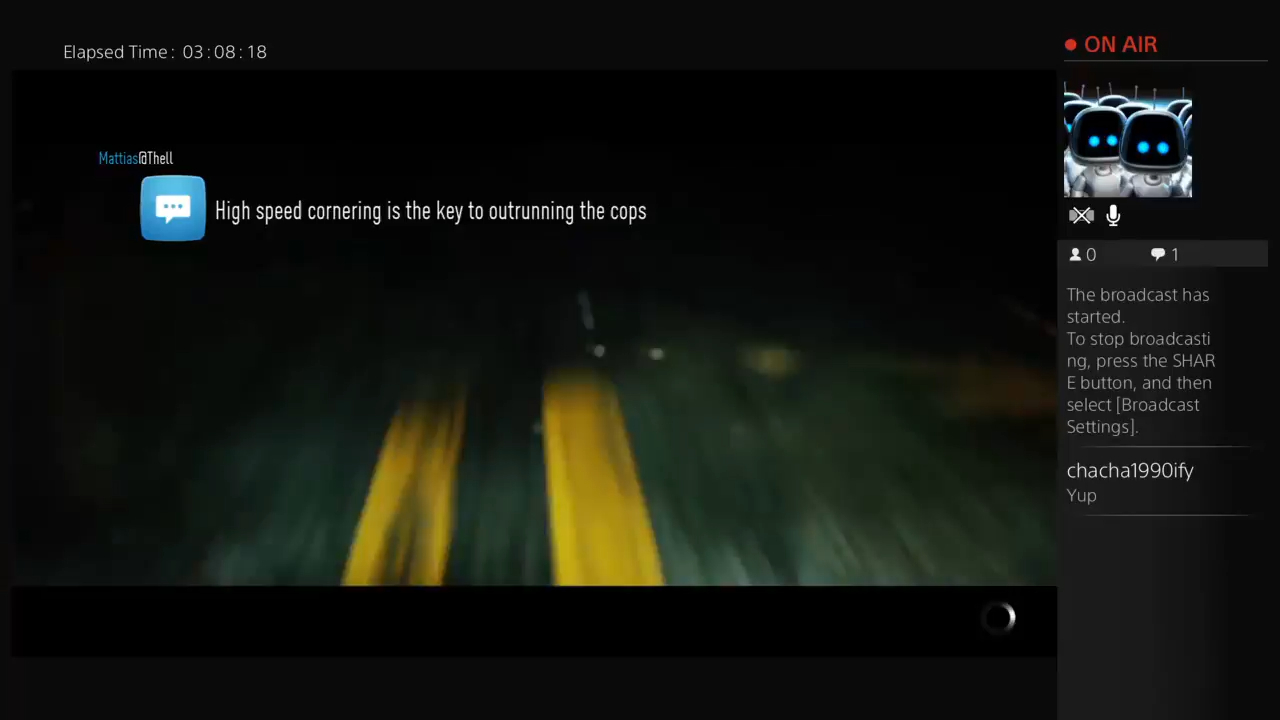 Elapsed Time: 03:08:18
ON AIR
Mattias@Thell
High speed cornering is the key to outrunning the cops
0 1
The broadcast has
started.
To stop broadcasti
ng, press the SHAR
E button, and then
select [Broadcast
Settings].
chacha1990ify
Yup